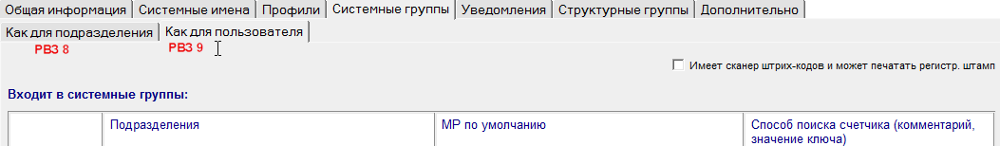 Общая информация Системные имена Профили Системные группы Уведомления Структурные группы Дополнительно
Как для подразделения Как для пользователя
РВЗ 8 РВЗ 9
Имеет сканер штрих-кодов и может печатать регистр. штамп
Входит в системные группы:
Подразделения МР по умолчанию Способ поиска счетчика (комментарий,
значение ключа)